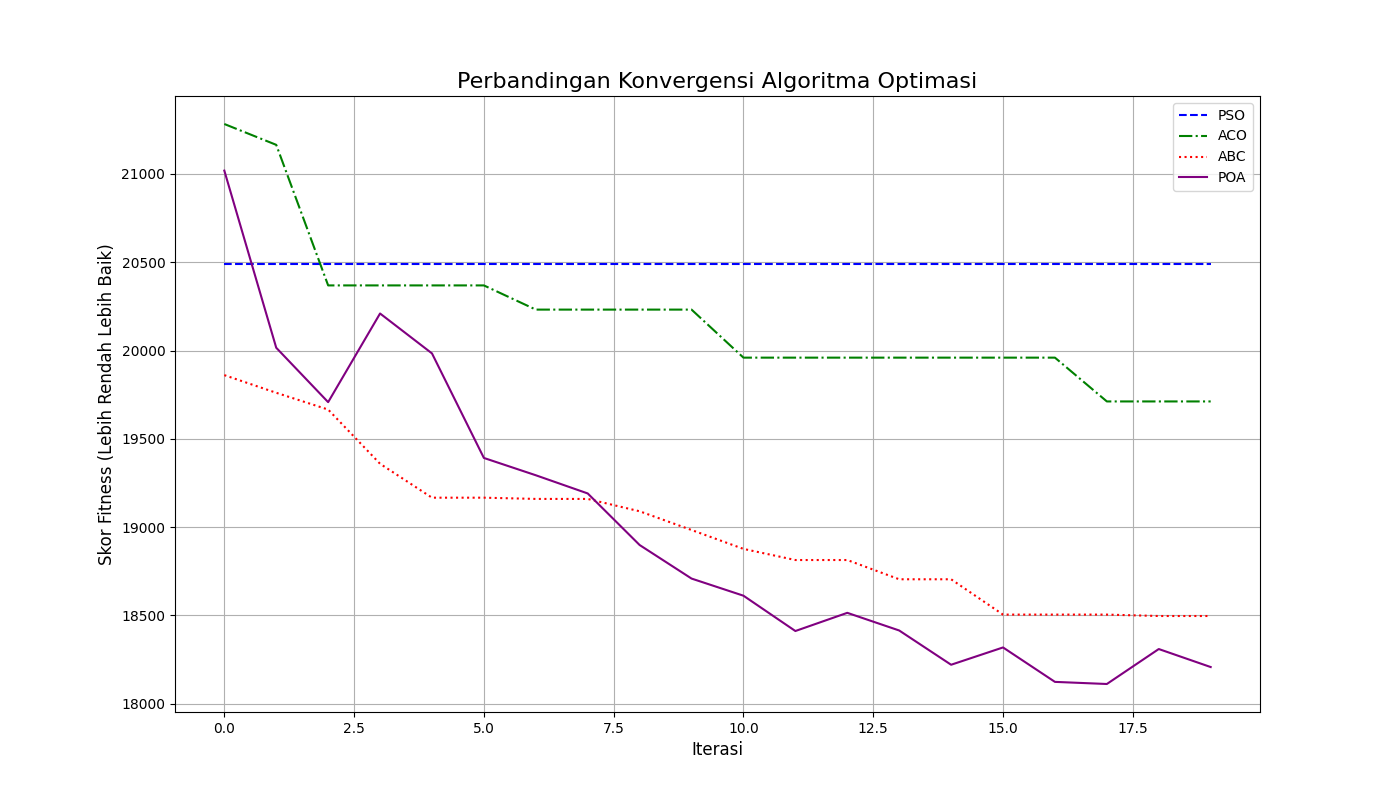 Perbandingan Konvergensi Algoritma Optimasi
PSO
ACO
ABC
POA
Skor Fitness (Lebih Rendah Lebih Baik)
21000
20500
20000
19500
19000
18500
18000
0.0 2.5 5.0 7.5 10.0 12.5 15.0 17.5
Iterasi